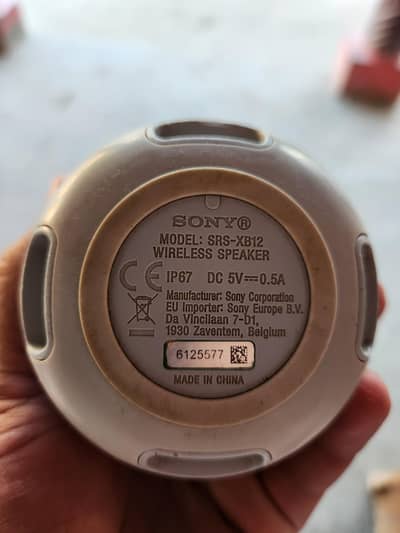 SONY®
MODEL: SRS-XB12
WIRELESS SPEAKER
CE IP67 DC 5V⎓0.5A
Manufacturer: Sony Corporation
EU Importer: Sony Europe B.V.
Da Vincilaan 7-D1,
1930 Zaventem, Belgium
6125577
MADE IN CHINA